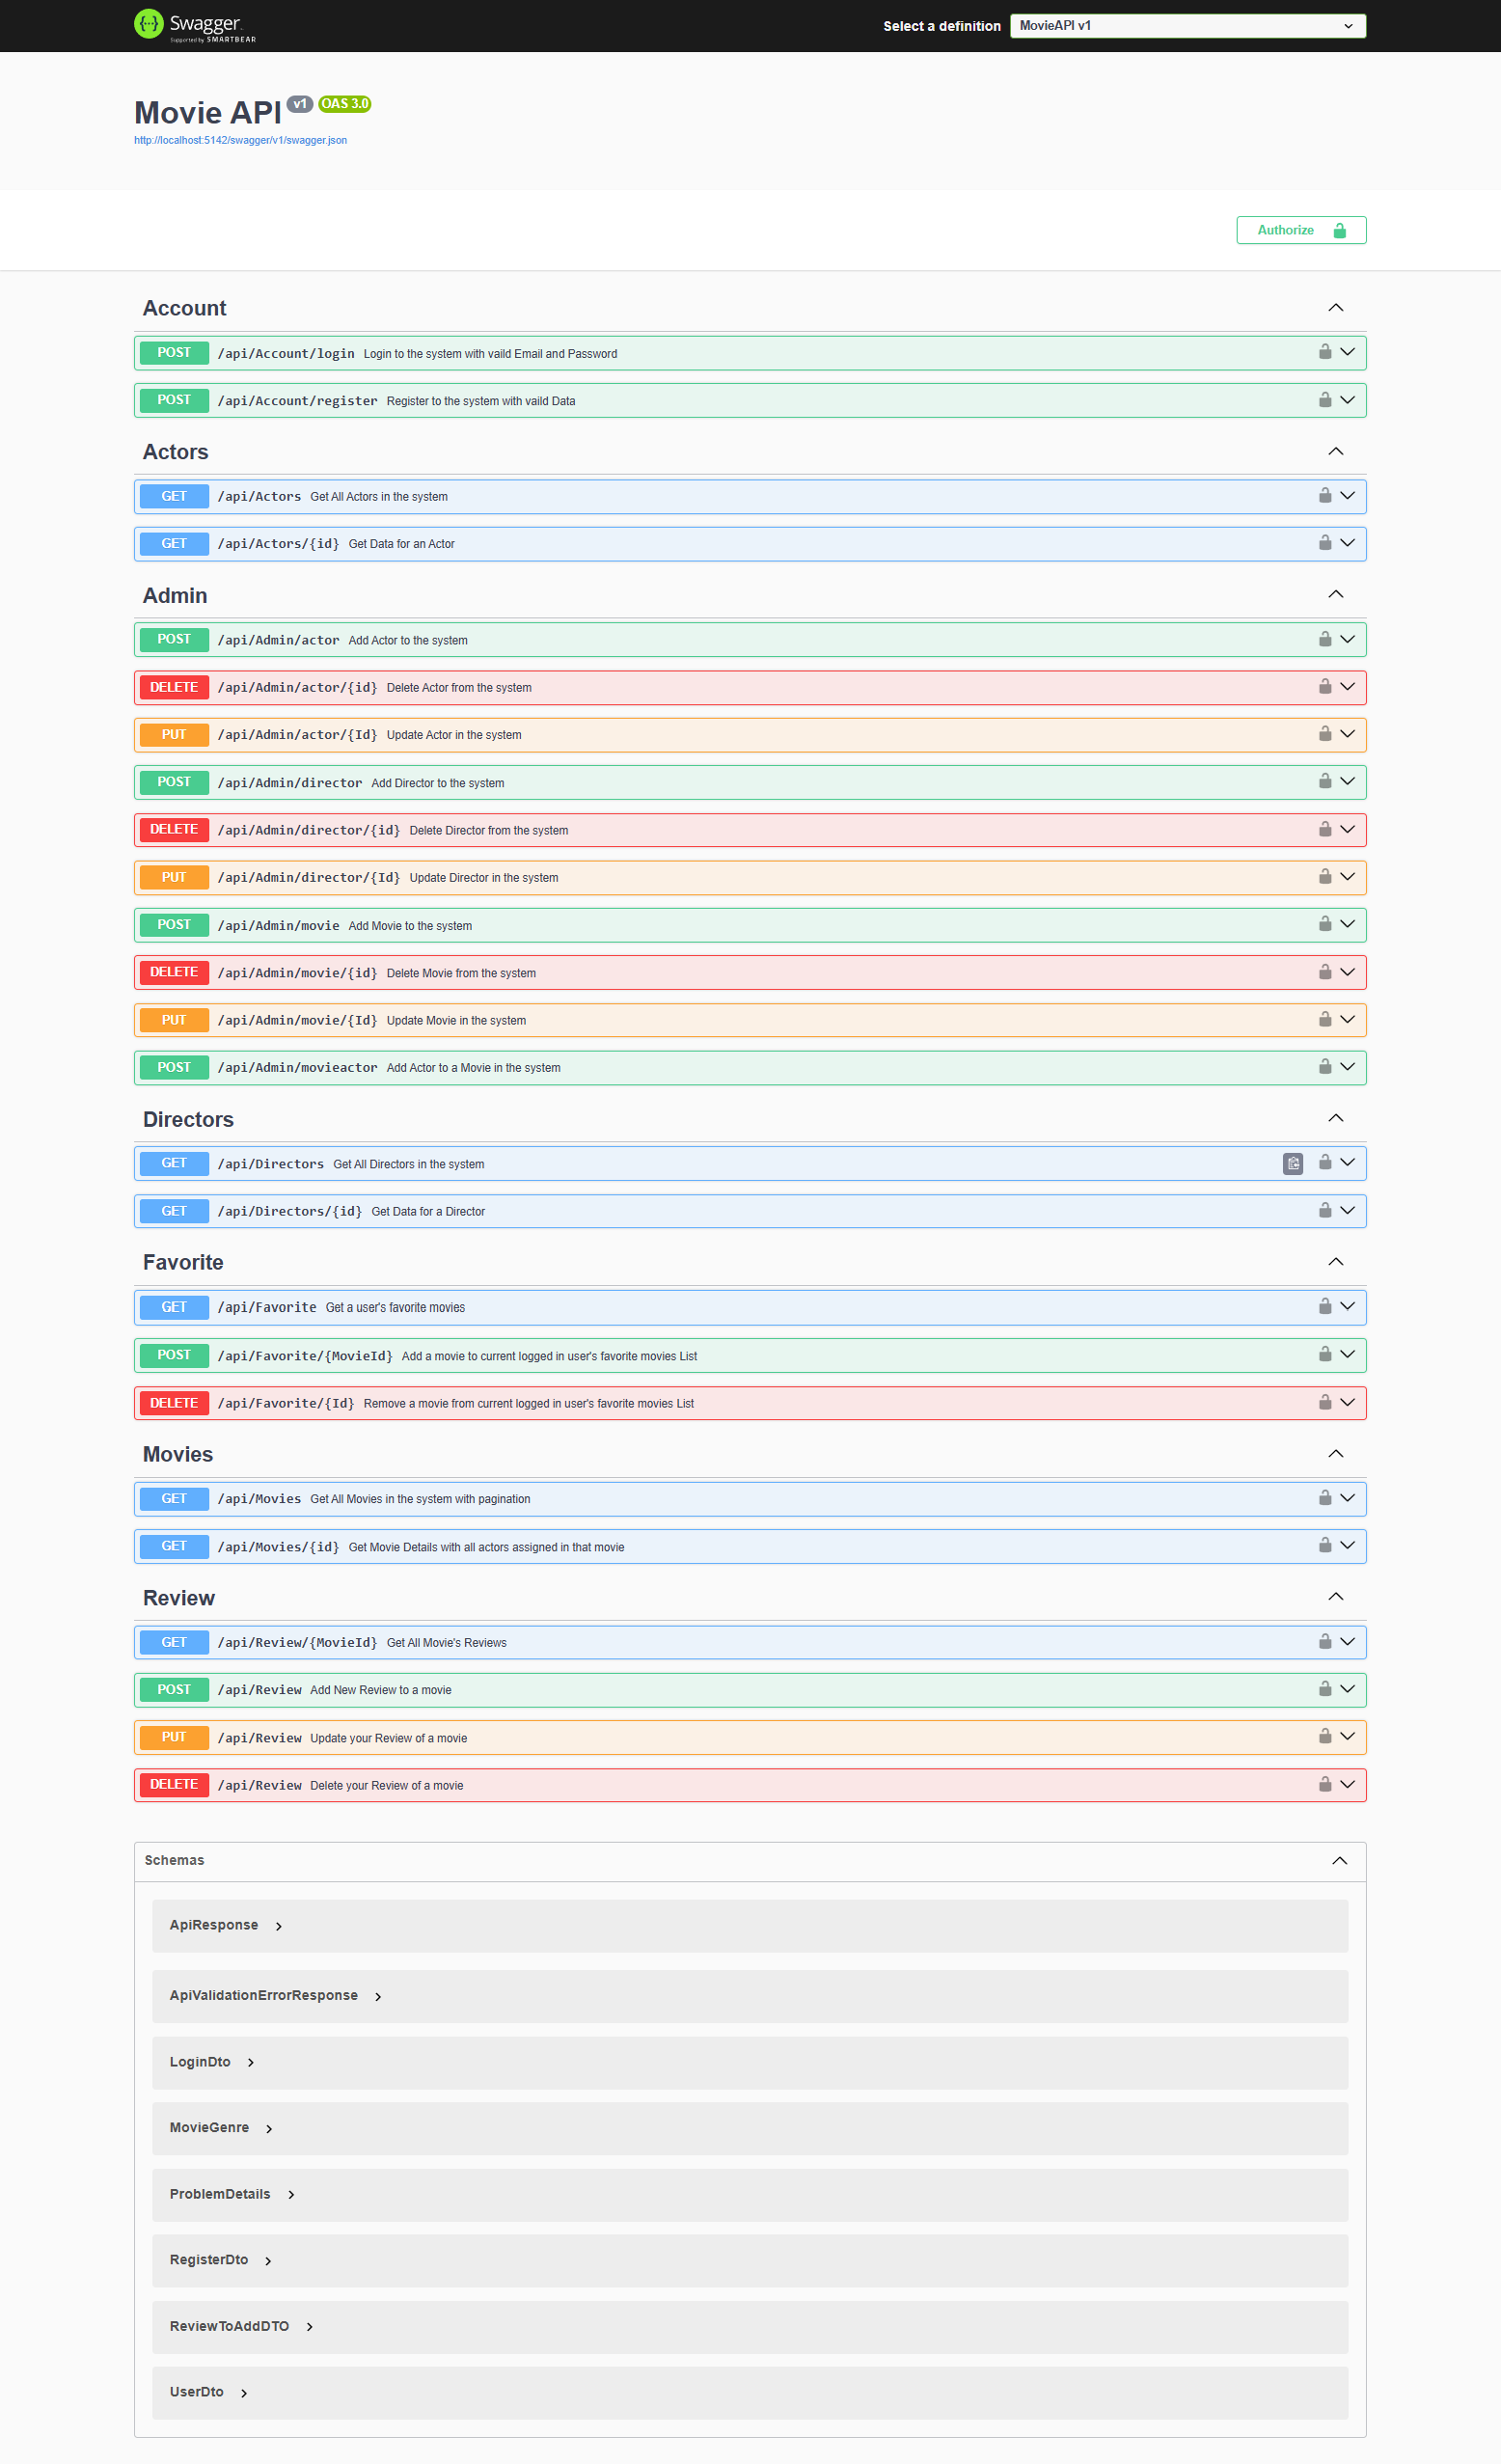 Swagger.
Supported by SMARTBEAR
Select a definition
MovieAPI v1
Movie API v1 OAS 3.0
http://localhost:5142/swagger/v1/swagger.json
Authorize
Account
POST /api/Account/login Login to the system with vaild Email and Password
POST /api/Account/register Register to the system with vaild Data
Actors
GET /api/Actors Get All Actors in the system
GET /api/Actors/{id} Get Data for an Actor
Admin
POST /api/Admin/actor Add Actor to the system
DELETE /api/Admin/actor/{id} Delete Actor from the system
PUT /api/Admin/actor/{Id} Update Actor in the system
POST /api/Admin/director Add Director to the system
DELETE /api/Admin/director/{id} Delete Director from the system
PUT /api/Admin/director/{Id} Update Director in the system
POST /api/Admin/movie Add Movie to the system
DELETE /api/Admin/movie/{id} Delete Movie from the system
PUT /api/Admin/movie/{Id} Update Movie in the system
POST /api/Admin/movieactor Add Actor to a Movie in the system
Directors
GET /api/Directors Get All Directors in the system
GET /api/Directors/{id} Get Data for a Director
Favorite
GET /api/Favorite Get a user's favorite movies
POST /api/Favorite/{MovieId} Add a movie to current logged in user's favorite movies List
DELETE /api/Favorite/{Id} Remove a movie from current logged in user's favorite movies List
Movies
GET /api/Movies Get All Movies in the system with pagination
GET /api/Movies/{id} Get Movie Details with all actors assigned in that movie
Review
GET /api/Review/{MovieId} Get All Movie's Reviews
POST /api/Review Add New Review to a movie
PUT /api/Review Update your Review of a movie
DELETE /api/Review Delete your Review of a movie
Schemas
ApiResponse
ApiValidationErrorResponse
LoginDto
MovieGenre
ProblemDetails
RegisterDto
ReviewToAddDTO
UserDto